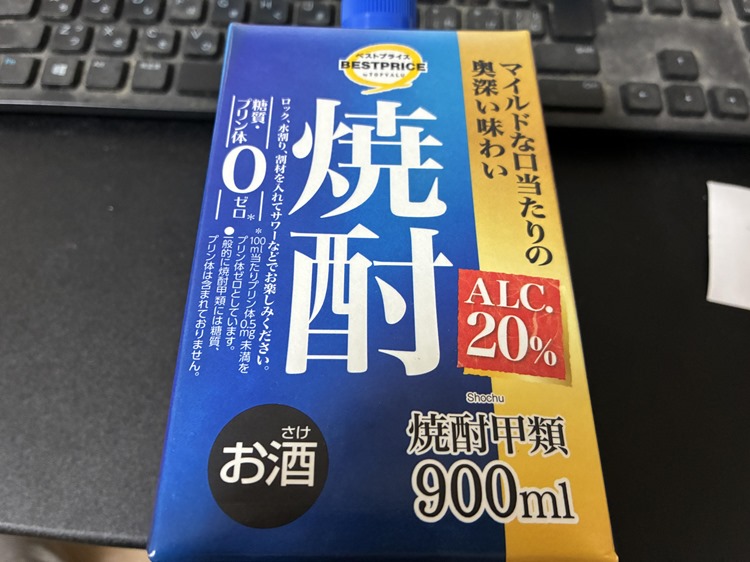 ベストプライス
BESTPRICE
by TOPVALU
マイルドな口当たりの
奥深い味わい
焼酎
ロック、水割り、割材を入れてサワーなどでお楽しみください。
糖質・
プリン体
0
ゼロ*
*100ml当たりプリン体0.5mg未満を
プリン体ゼロとしています。
●一般的に焼酎甲類には糖質、
プリン体は含まれておりません。
ALC.
20%
Shochu
焼酎甲類
900ml
さけ
お酒